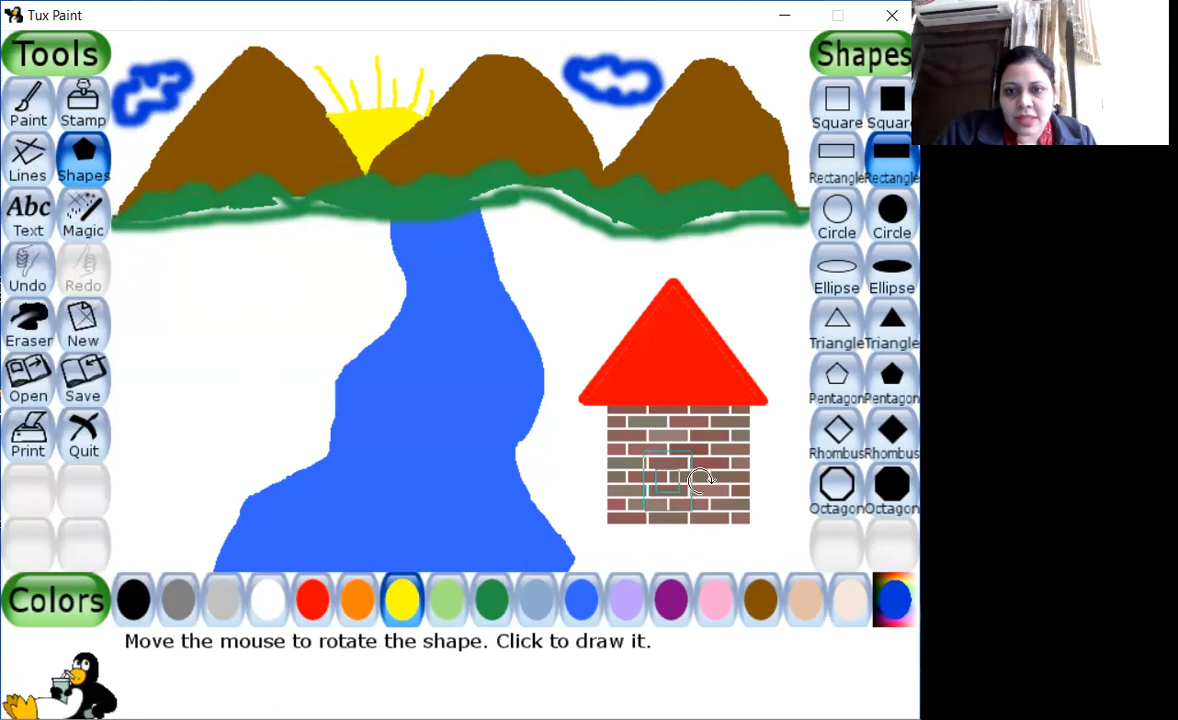 Tux Paint
Tools
Shapes
Paint
Stamp
Square
Squar
Lines
Shapes
Rectangle
Rectangle
Abc
Text
Magic
Circle
Circle
Undo
Redo
Ellipse
Ellipse
Eraser
New
Triangle
Triangle
Open
Save
Pentagon
Pentagon
Print
Quit
Rhombus
Rhombus
Octagon
Octagon
Colors
Move the mouse to rotate the shape. Click to draw it.